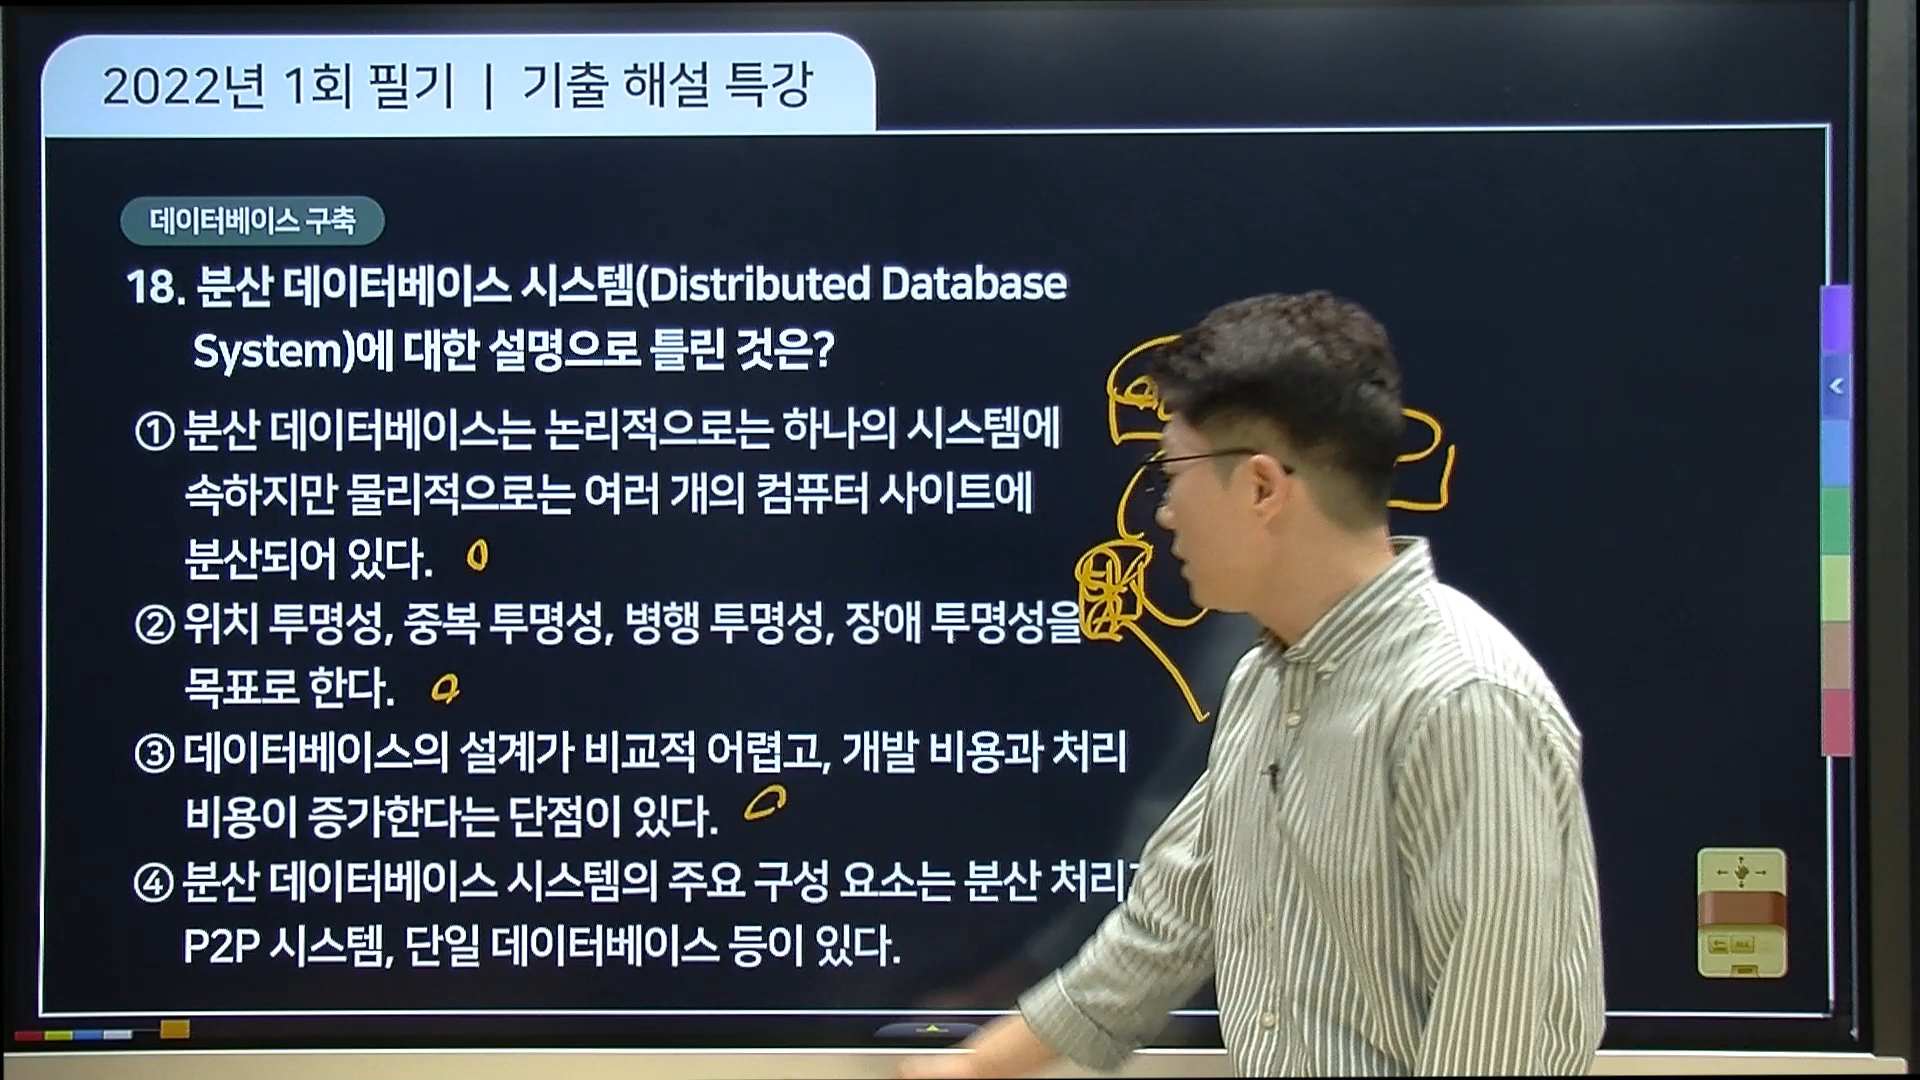 2022년 1회 필기 | 기출 해설 특강
데이터베이스 구축
18. 분산 데이터베이스 시스템(Distributed Database
System)에 대한 설명으로 틀린 것은?
① 분산 데이터베이스는 논리적으로는 하나의 시스템에
속하지만 물리적으로는 여러 개의 컴퓨터 사이트에
분산되어 있다.
② 위치 투명성, 중복 투명성, 병행 투명성, 장애 투명성을
목표로 한다.
③ 데이터베이스의 설계가 비교적 어렵고, 개발 비용과 처리
비용이 증가한다는 단점이 있다.
④ 분산 데이터베이스 시스템의 주요 구성 요소는 분산 처리
P2P 시스템, 단일 데이터베이스 등이 있다.